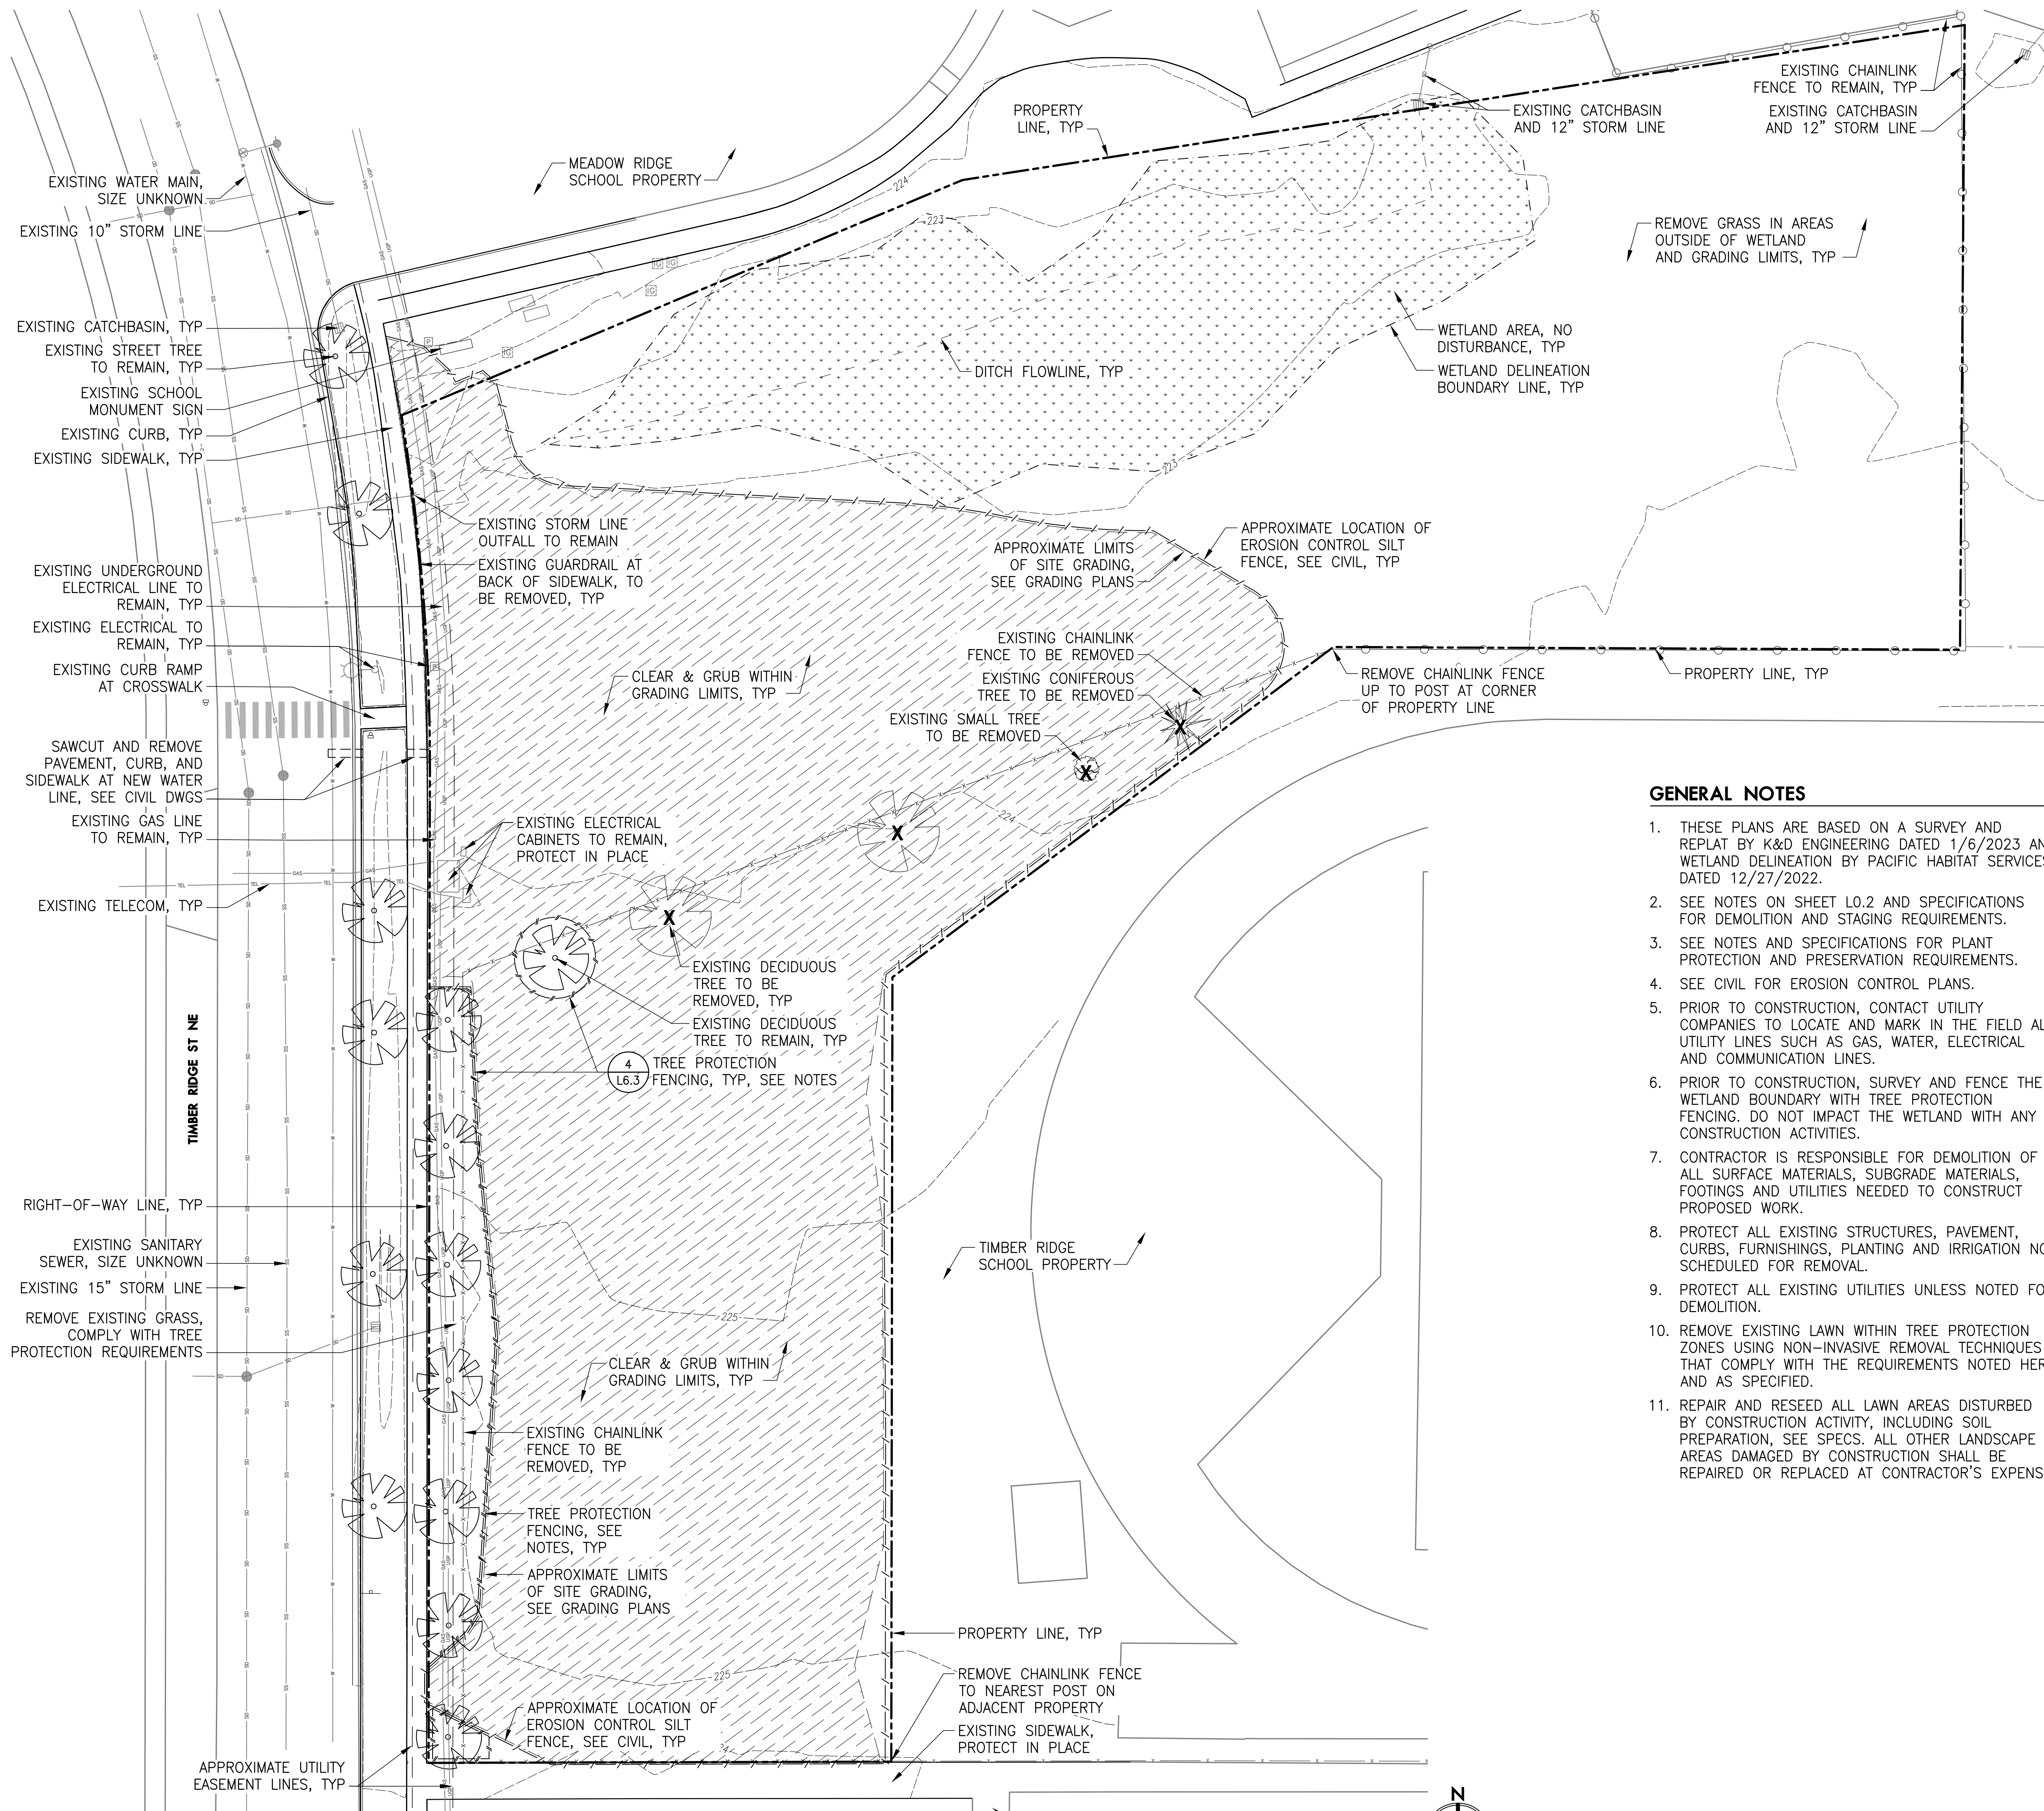 EXISTING WATER MAIN,
SIZE UNKNOWN
EXISTING 10” STORM LINE
EXISTING CATCHBASIN, TYP
EXISTING STREET TREE
TO REMAIN, TYP
EXISTING SCHOOL
MONUMENT SIGN
EXISTING CURB, TYP
EXISTING SIDEWALK, TYP
EXISTING UNDERGROUND
ELECTRICAL LINE TO
REMAIN, TYP
EXISTING ELECTRICAL TO
REMAIN, TYP
EXISTING CURB RAMP
AT CROSSWALK
SAWCUT AND REMOVE
PAVEMENT, CURB, AND
SIDEWALK AT NEW WATER
LINE, SEE CIVIL DWGS
EXISTING GAS LINE
TO REMAIN, TYP
EXISTING TELECOM, TYP
TIMBER RIDGE ST NE
RIGHT-OF-WAY LINE, TYP
EXISTING SANITARY
SEWER, SIZE UNKNOWN
EXISTING 15” STORM LINE
REMOVE EXISTING GRASS,
COMPLY WITH TREE
PROTECTION REQUIREMENTS
APPROXIMATE UTILITY
EASEMENT LINES, TYP
MEADOW RIDGE
SCHOOL PROPERTY
PROPERTY
LINE, TYP
224
223
EXISTING CATCHBASIN
AND 12” STORM LINE
EXISTING CHAINLINK
FENCE TO REMAIN, TYP
EXISTING CATCHBASIN
AND 12” STORM LINE
REMOVE GRASS IN AREAS
OUTSIDE OF WETLAND
AND GRADING LIMITS, TYP
WETLAND AREA, NO
DISTURBANCE, TYP
WETLAND DELINEATION
BOUNDARY LINE, TYP
DITCH FLOWLINE, TYP
223
EXISTING STORM LINE
OUTFALL TO REMAIN
EXISTING GUARDRAIL AT
BACK OF SIDEWALK, TO
BE REMOVED, TYP
APPROXIMATE LIMITS
OF SITE GRADING,
SEE GRADING PLANS
APPROXIMATE LOCATION OF
EROSION CONTROL SILT
FENCE, SEE CIVIL, TYP
CLEAR & GRUB WITHIN
GRADING LIMITS, TYP
EXISTING CHAINLINK
FENCE TO BE REMOVED
EXISTING CONIFEROUS
TREE TO BE REMOVED
EXISTING SMALL TREE
TO BE REMOVED
REMOVE CHAINLINK FENCE
UP TO POST AT CORNER
OF PROPERTY LINE
PROPERTY LINE, TYP
X
X
X
X
224
EXISTING ELECTRICAL
CABINETS TO REMAIN,
PROTECT IN PLACE
EXISTING DECIDUOUS
TREE TO BE
REMOVED, TYP
EXISTING DECIDUOUS
TREE TO REMAIN, TYP
4
L6.3
TREE PROTECTION
FENCING, TYP, SEE NOTES
TIMBER RIDGE
SCHOOL PROPERTY
225
CLEAR & GRUB WITHIN
GRADING LIMITS, TYP
EXISTING CHAINLINK
FENCE TO BE
REMOVED, TYP
TREE PROTECTION
FENCING, SEE
NOTES, TYP
APPROXIMATE LIMITS
OF SITE GRADING,
SEE GRADING PLANS
225
PROPERTY LINE, TYP
REMOVE CHAINLINK FENCE
TO NEAREST POST ON
ADJACENT PROPERTY
EXISTING SIDEWALK,
PROTECT IN PLACE
APPROXIMATE LOCATION OF
EROSION CONTROL SILT
FENCE, SEE CIVIL, TYP
N
GENERAL NOTES
1. THESE PLANS ARE BASED ON A SURVEY AND
REPLAT BY K&D ENGINEERING DATED 1/6/2023 AN
WETLAND DELINEATION BY PACIFIC HABITAT SERVICES
DATED 12/27/2022.
2. SEE NOTES ON SHEET L0.2 AND SPECIFICATIONS
FOR DEMOLITION AND STAGING REQUIREMENTS.
3. SEE NOTES AND SPECIFICATIONS FOR PLANT
PROTECTION AND PRESERVATION REQUIREMENTS.
4. SEE CIVIL FOR EROSION CONTROL PLANS.
5. PRIOR TO CONSTRUCTION, CONTACT UTILITY
COMPANIES TO LOCATE AND MARK IN THE FIELD AL
UTILITY LINES SUCH AS GAS, WATER, ELECTRICAL
AND COMMUNICATION LINES.
6. PRIOR TO CONSTRUCTION, SURVEY AND FENCE THE
WETLAND BOUNDARY WITH TREE PROTECTION
FENCING. DO NOT IMPACT THE WETLAND WITH ANY
CONSTRUCTION ACTIVITIES.
7. CONTRACTOR IS RESPONSIBLE FOR DEMOLITION OF
ALL SURFACE MATERIALS, SUBGRADE MATERIALS,
FOOTINGS AND UTILITIES NEEDED TO CONSTRUCT
PROPOSED WORK.
8. PROTECT ALL EXISTING STRUCTURES, PAVEMENT,
CURBS, FURNISHINGS, PLANTING AND IRRIGATION NO
SCHEDULED FOR REMOVAL.
9. PROTECT ALL EXISTING UTILITIES UNLESS NOTED FO
DEMOLITION.
10. REMOVE EXISTING LAWN WITHIN TREE PROTECTION
ZONES USING NON-INVASIVE REMOVAL TECHNIQUES
THAT COMPLY WITH THE REQUIREMENTS NOTED HER
AND AS SPECIFIED.
11. REPAIR AND RESEED ALL LAWN AREAS DISTURBED
BY CONSTRUCTION ACTIVITY, INCLUDING SOIL
PREPARATION, SEE SPECS. ALL OTHER LANDSCAPE
AREAS DAMAGED BY CONSTRUCTION SHALL BE
REPAIRED OR REPLACED AT CONTRACTOR'S EXPENS